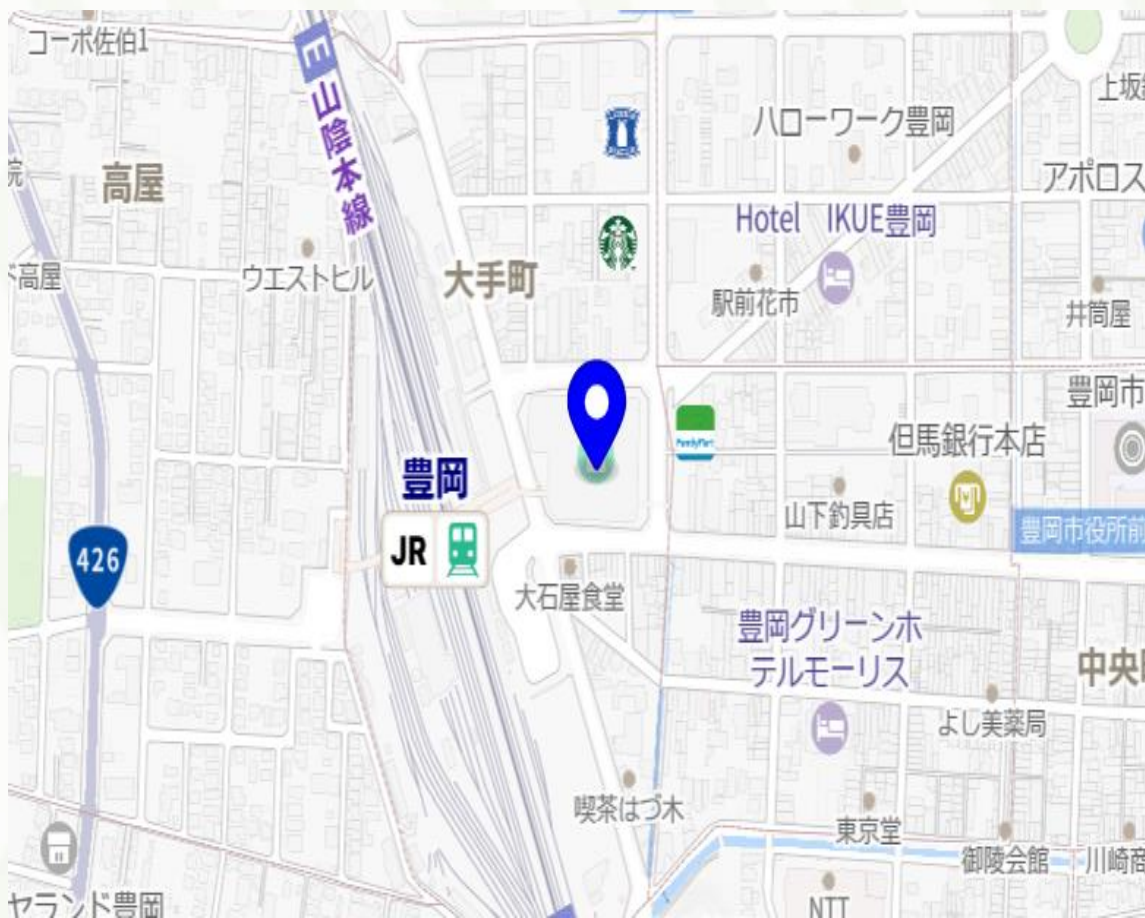 コーポ佐伯1
E山陰本線
上坂
ハローワーク豊岡
院
高屋
アポロス
Hotel IKUE豊岡
高屋
ウエストヒル
大手町
駅前花市
井筒屋
豊岡市
FamilyMart
但馬銀行本店
豊岡
山下釣具店
豊岡市役所前
JR
426
大石屋食堂
豊岡グリーンホ
テルモーリス
中央
よし美薬局
喫茶はづ木
東京堂
御陵会館
川崎商
ヤランド豊岡
NTT